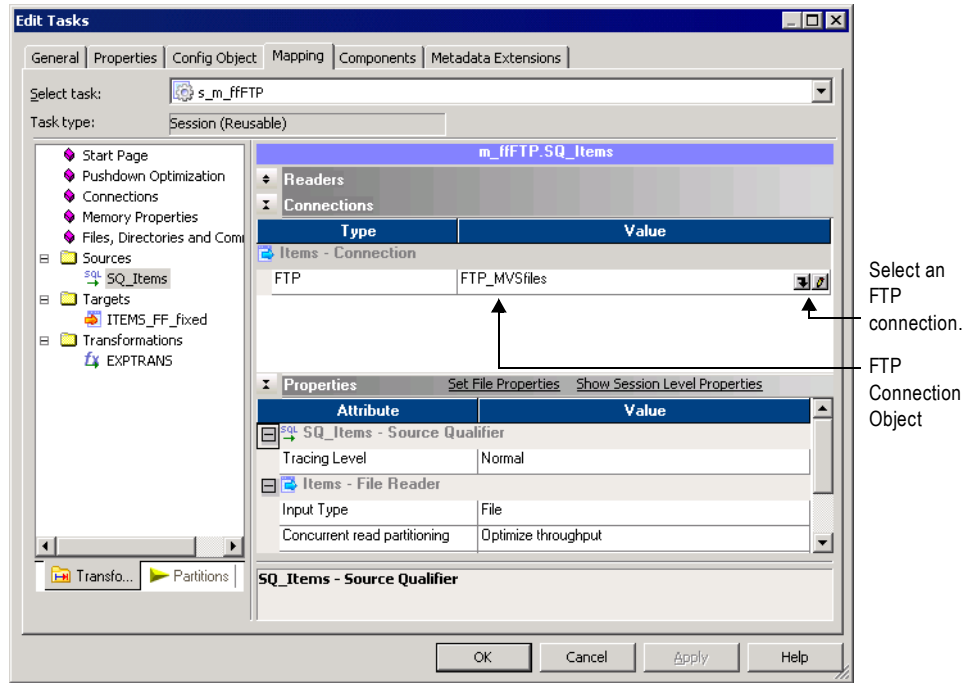 Edit Tasks
General Properties Config Object Mapping Components Metadata Extensions
Select task: s_m_ffFTP
Task type: Session (Reusable)
Start Page
Pushdown Optimization
Connections
Memory Properties
Files, Directories and Com
Sources
SQL SQ_Items
Targets
ITEMS_FF_fixed
Transformations
fx EXPTRANS
Transfo... Partitions
m_ffFTP.SQ_Items
Readers
Connections
Type Value
Items - Connection
FTP FTP_MVSfiles
Properties Set File Properties Show Session Level Properties
Attribute Value
SQL SQ_Items - Source Qualifier
Tracing Level Normal
Items - File Reader
Input Type File
Concurrent read partitioning Optimize throughput
SQ_Items - Source Qualifier
OK Cancel Apply Help
Select an
FTP
connection.
FTP
Connection
Object